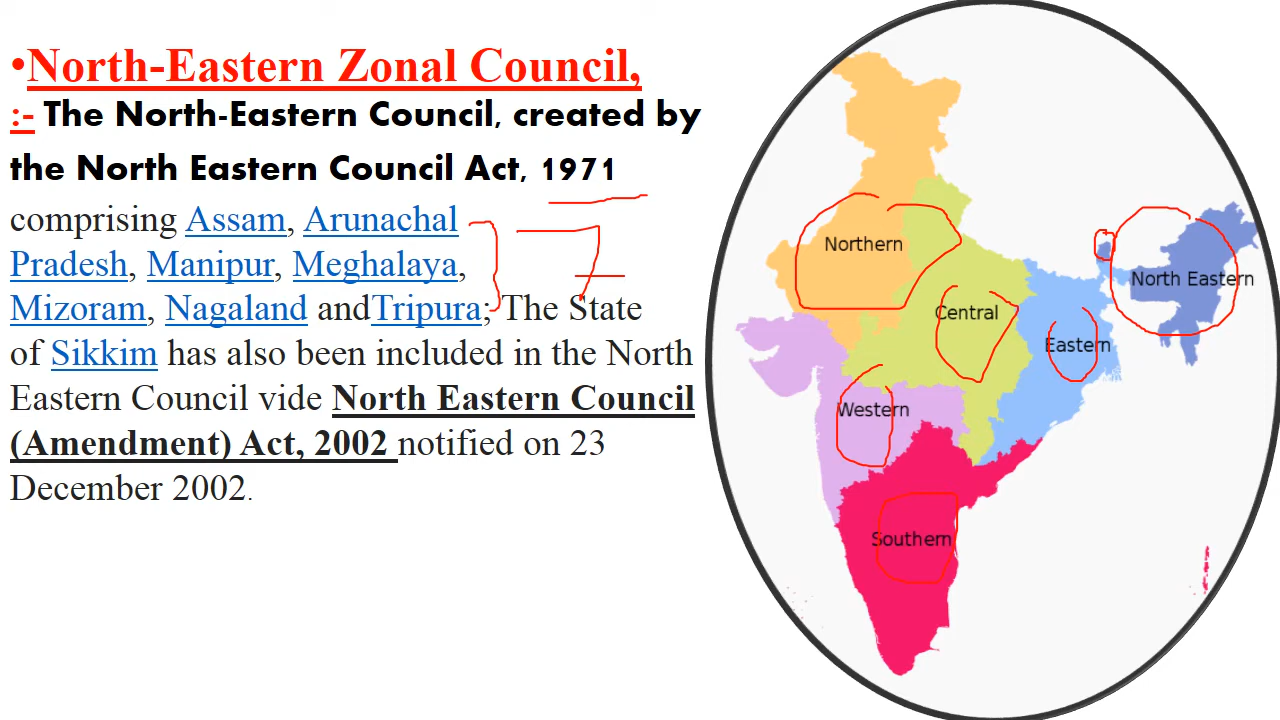 •North-Eastern Zonal Council,
:- The North-Eastern Council, created by
the North Eastern Council Act, 1971
comprising Assam, Arunachal
Pradesh, Manipur, Meghalaya,
Mizoram, Nagaland andTripura; The State
of Sikkim has also been included in the North
Eastern Council vide North Eastern Council
(Amendment) Act, 2002 notified on 23
December 2002.
7
Northern
North Eastern
Central
Eastern
Western
Southern